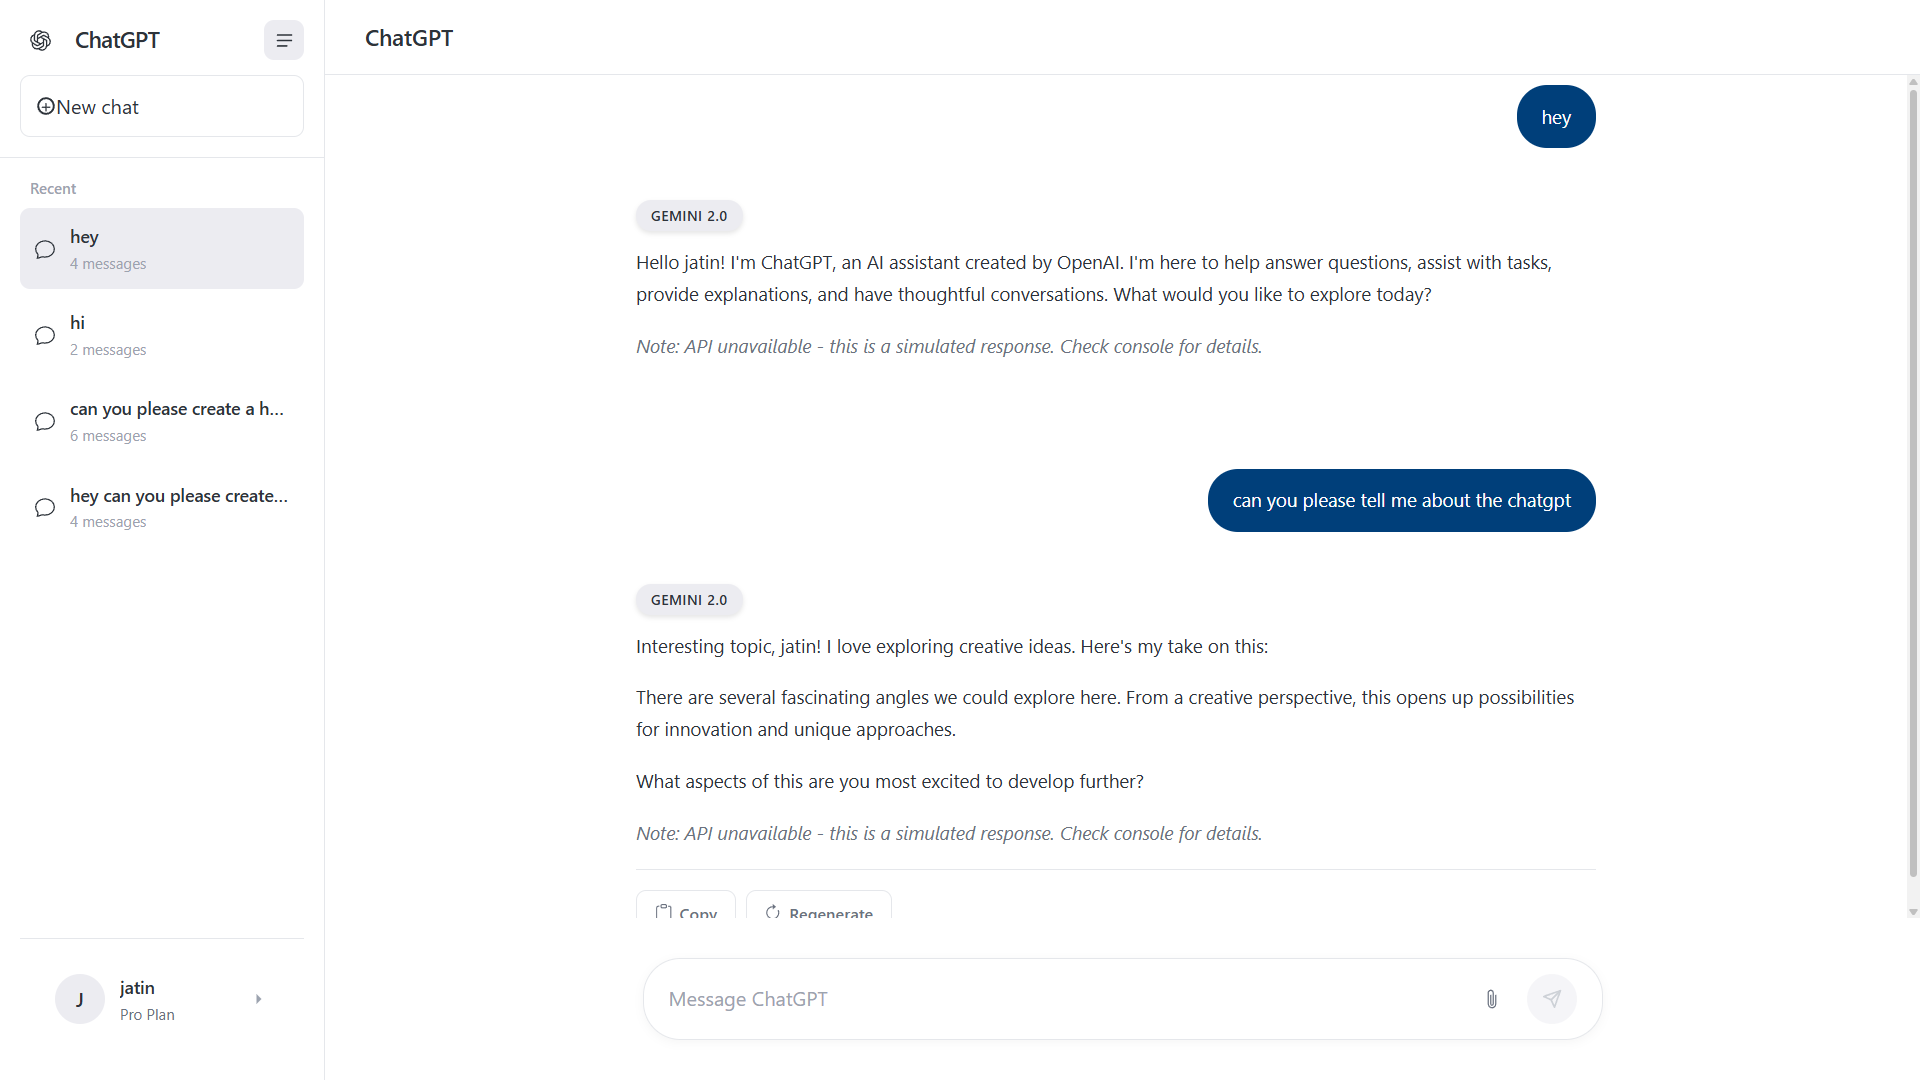 ChatGPT
New chat
Recent
hey
4 messages
hi
2 messages
can you please create a h...
6 messages
hey can you please create...
4 messages
J
jatin
Pro Plan
ChatGPT
hey
GEMINI 2.0
Hello jatin! I'm ChatGPT, an AI assistant created by OpenAI. I'm here to help answer questions, assist with tasks,
provide explanations, and have thoughtful conversations. What would you like to explore today?
Note: API unavailable - this is a simulated response. Check console for details.
can you please tell me about the chatgpt
GEMINI 2.0
Interesting topic, jatin! I love exploring creative ideas. Here's my take on this:
There are several fascinating angles we could explore here. From a creative perspective, this opens up possibilities
for innovation and unique approaches.
What aspects of this are you most excited to develop further?
Note: API unavailable - this is a simulated response. Check console for details.
Copy Regenerate
Message ChatGPT